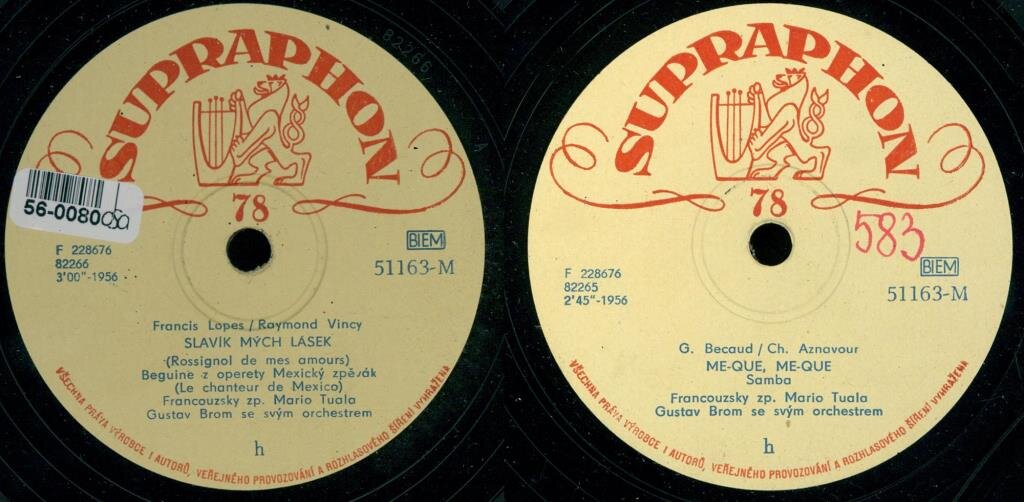 SUPRAPHON
78
56-0080
82266
F 228676
82266
3'00"-1956
BIEM
51163-M
Francis Lopes / Raymond Vincy
SLAVÍK MÝCH LÁSEK
(Rossignol de mes amours)
Beguine z operety Mexický zpěvák
(Le chanteur de Mexico)
Francouzsky zp. Mario Tuala
Gustav Brom se svým orchestrem
h
VŠECHNA PRÁVA VÝROBCE I AUTORŮ, VEŘEJNÉHO PROVOZOVÁNÍ A ROZHLASOVÉHO ŠÍŘENÍ VYHRAŽENA
SUPRAPHON
78
583
F 228676
82265
2'45"-1956
BIEM
51163-M
G. Becaud / Ch. Aznavour
ME-QUE, ME-QUE
Samba
Francouzsky zp. Mario Tuala
Gustav Brom se svým orchestrem
h
VŠECHNA PRÁVA VÝROBCE I AUTORŮ, VEŘEJNÉHO PROVOZOVÁNÍ A ROZHLASOVÉHO ŠÍŘENÍ VYHRAŽENA